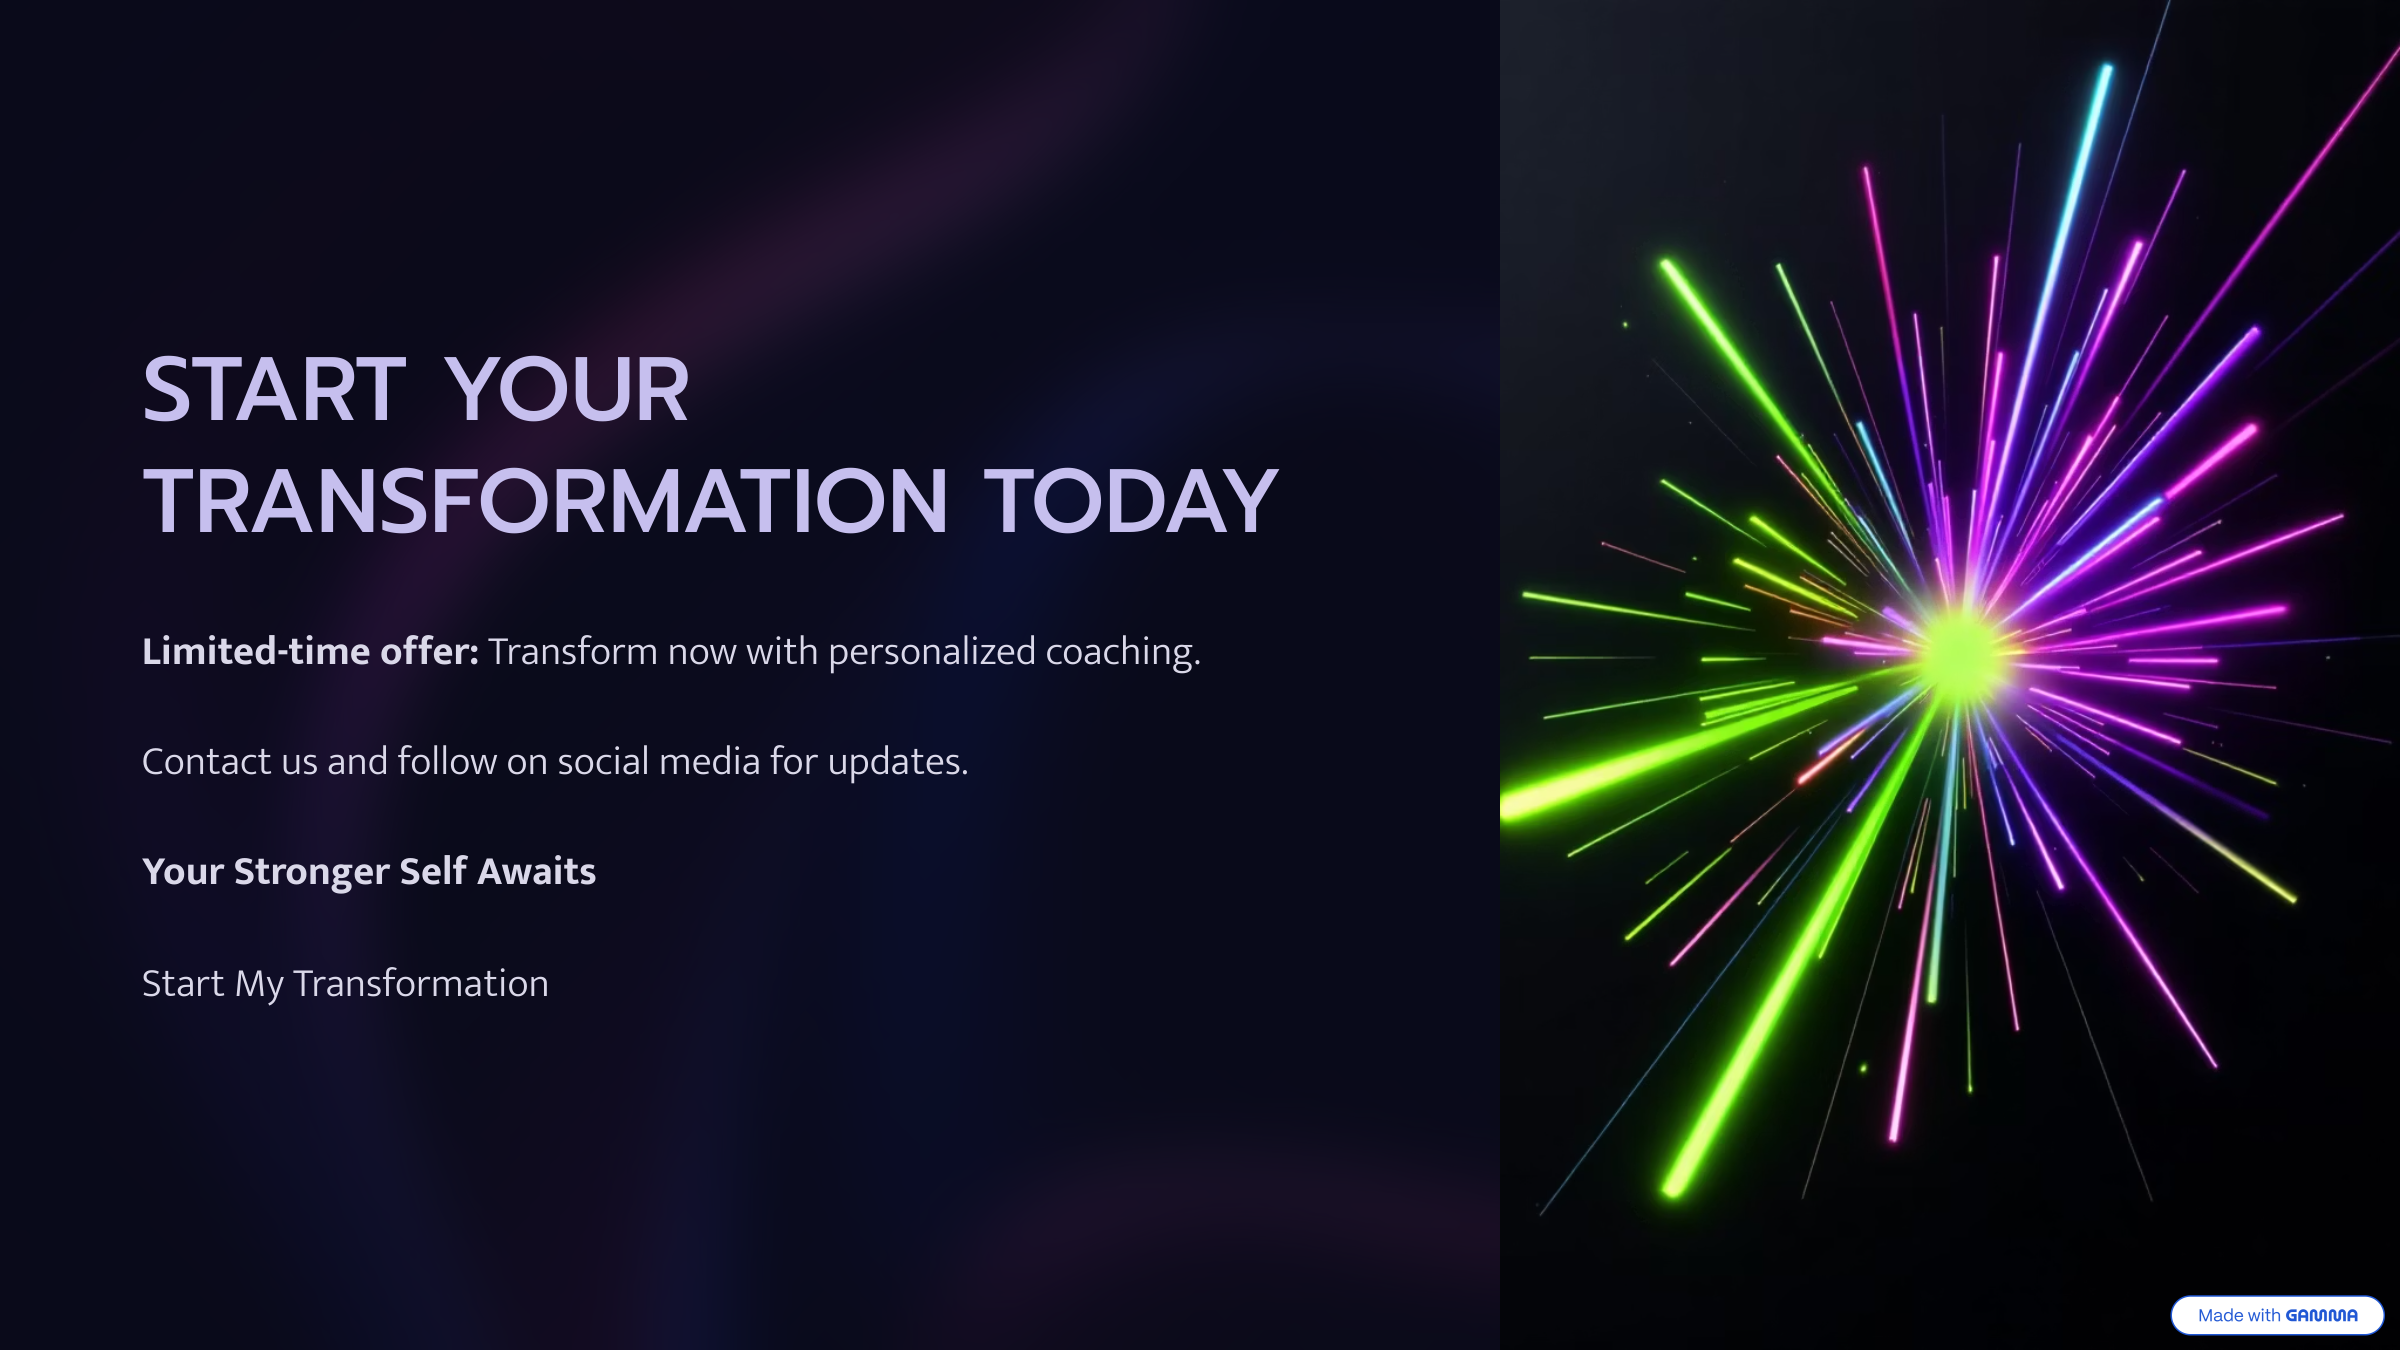 START YOUR
TRANSFORMATION TODAY
Limited-time offer: Transform now with personalized coaching.
Contact us and follow on social media for updates.
Your Stronger Self Awaits
Start My Transformation
Made with GAMMA